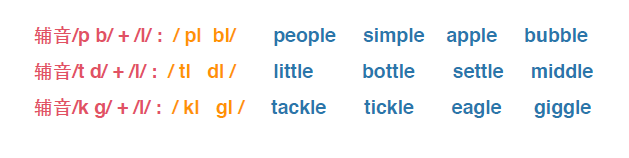 辅音/p b/ + /l/ : / pl bl/ people simple apple bubble
辅音/t d/ + /l/ : / tl dl / little bottle settle middle
辅音/k g/ + /l/ : / kl gl / tackle tickle eagle giggle